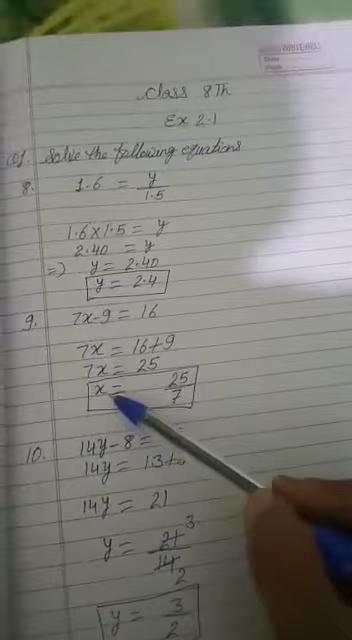 Class 8Th
Ex 2.1
Q1. Solve the following equations
8. 1.6 = y/1.5
1.6 x 1.5 = y
2.40 = y
=) y = 2.40
y = 2.4
9. 7x-9 = 16
7x = 16+9
7x = 25
x = 25/7
10. 14y-8 =
14y = 13+
14y = 21
y = 21/14 3 2
y = 3/2